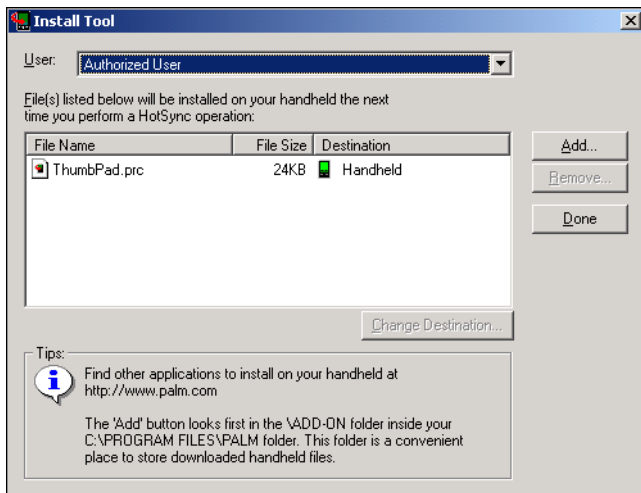 Install Tool
User: Authorized User
File(s) listed below will be installed on your handheld the next
time you perform a HotSync operation:
File Name File Size Destination
ThumbPad.prc 24KB Handheld
Add...
Remove...
Done
Change Destination...
Tips:
Find other applications to install on your handheld at
http://www.palm.com
The 'Add' button looks first in the \ADD-ON folder inside your
C:\PROGRAM FILES\PALM folder. This folder is a convenient
place to store downloaded handheld files.